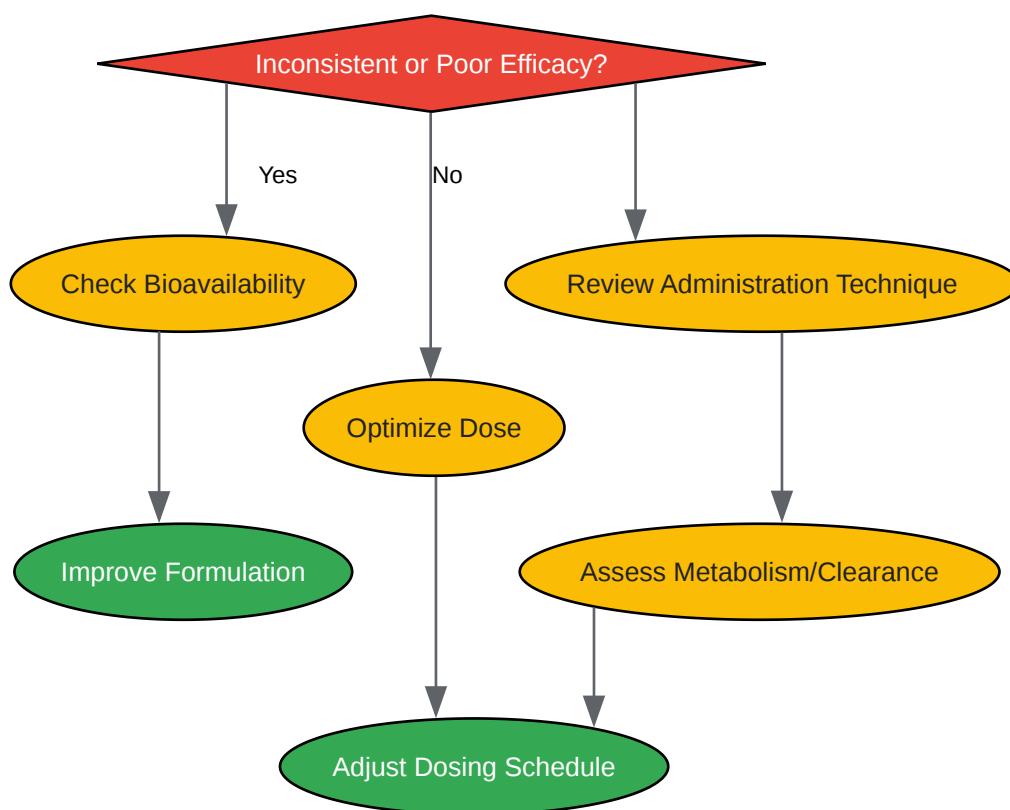 Inconsistent or Poor Efficacy?
Yes
No
Check Bioavailability
Review Administration Technique
Optimize Dose
Improve Formulation
Assess Metabolism/Clearance
Adjust Dosing Schedule